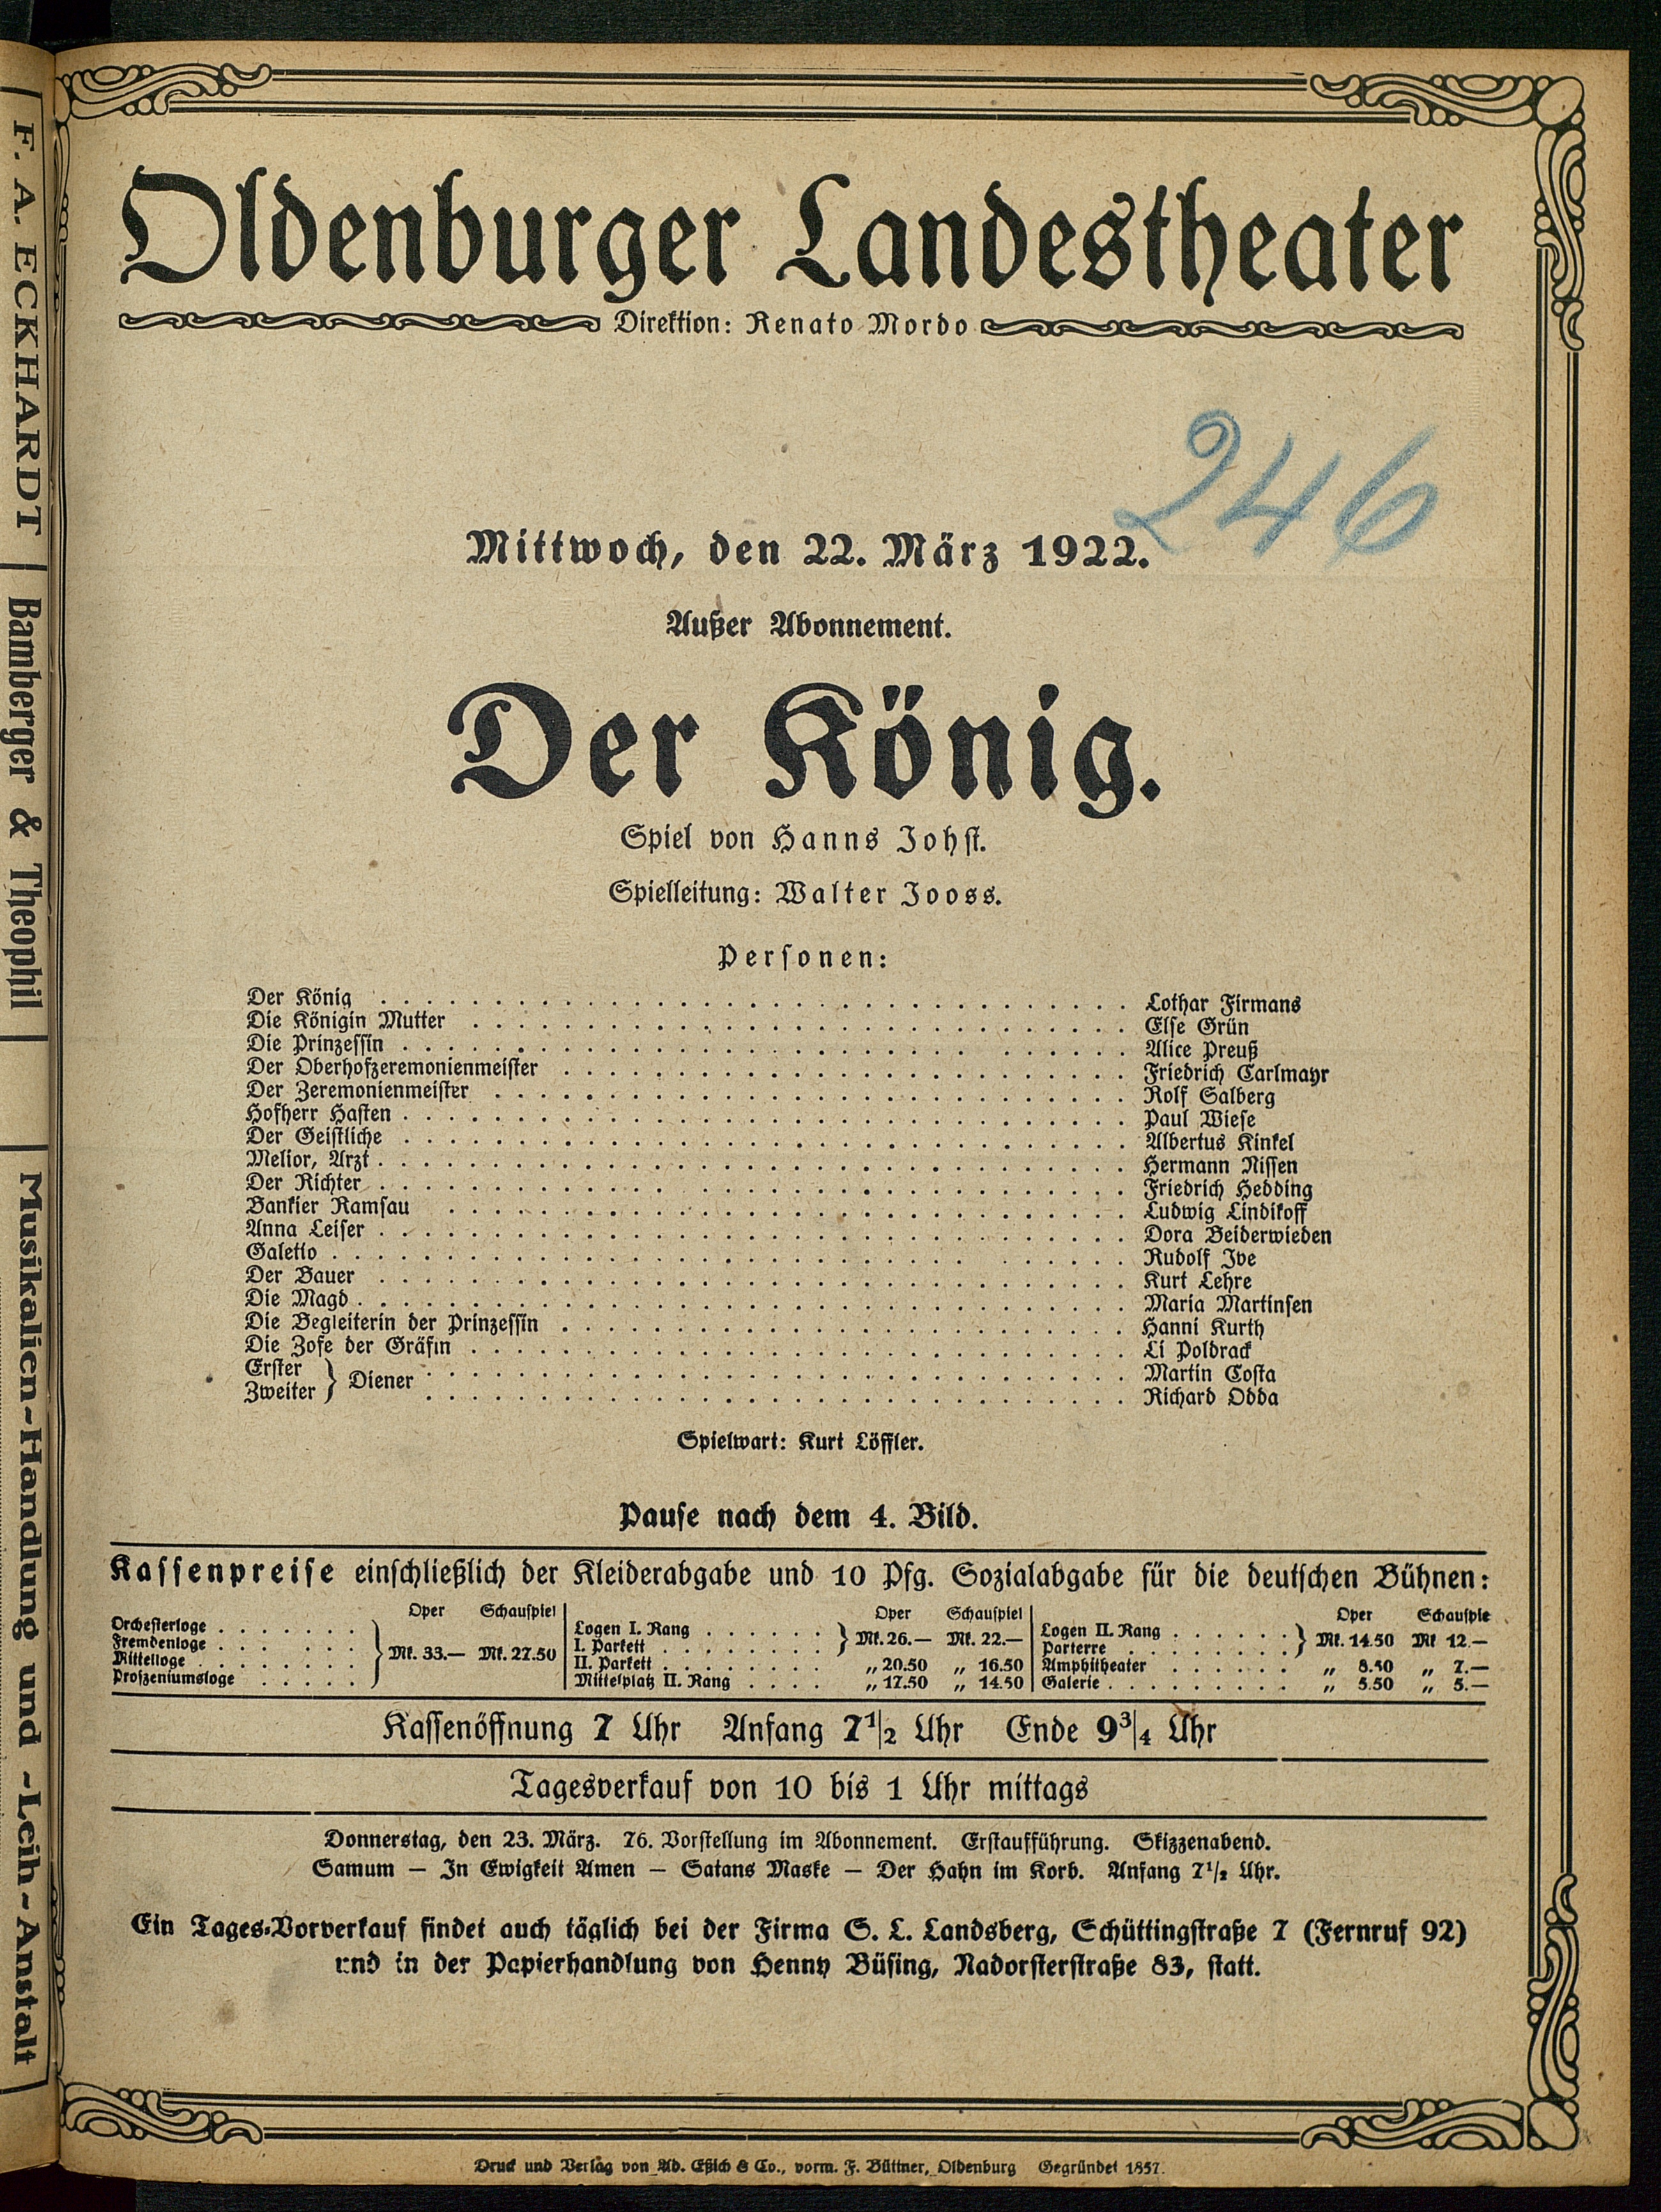 F. A. ECKHARDT
Bamberger & Theophil
Musikalien-Handlung und -Leih-Anstalt
Oldenburger Landestheater
Direktion: Renato Mordo
246
Mittwoch, den 22. März 1922.
Außer Abonnement.
Der König.
Spiel von Hanns Johst.
Spielleitung: Walter Jooss.
Personen:
Der König . . . . . Lothar Firmans
Die Königin Mutter . . . . . Else Grün
Die Prinzessin . . . . . Alice Preuß
Der Oberhofzeremonienmeister . . . . . Friedrich Carlmayr
Der Zeremonienmeister . . . . . Rolf Salberg
Hofherr Hasten . . . . . Paul Wiese
Der Geistliche . . . . . Albertus Kinkel
Melior, Arzt . . . . . Hermann Nissen
Der Richter . . . . . Friedrich Hedding
Bankier Ramsau . . . . . Ludwig Lindikoff
Anna Leiser . . . . . Dora Beiderwieden
Galetto . . . . . Rudolf Ive
Der Bauer . . . . . Kurt Lehre
Die Magd . . . . . Maria Martinsen
Die Begleiterin der Prinzessin . . . . . Hanni Kurth
Die Zofe der Gräfin . . . . . Li Poldrack
Erster } Diener . . . . . Martin Costa
Zweiter } . . . . . Richard Odda
Spielwart: Kurt Löffler.
Pause nach dem 4. Bild.
Kassenpreise einschließlich der Kleiderabgabe und 10 Pfg. Sozialabgabe für die deutschen Bühnen:
Oper Schauspiel
Orchesterloge . . . . .
Fremdenloge . . . . .
Mittelloge . . . . .
Proszeniumsloge . . . . .
} Mk. 33.— Mk. 27.50
Oper Schauspiel
Logen I. Rang . . . . .
I. Parkett . . . . .
} Mk. 26.— Mk. 22.—
II. Parkett . . . . . „ 20.50 „ 16.50
Mittelplatz II. Rang . . . . „ 17.50 „ 14.50
Oper Schauspie
Logen II. Rang . . . . .
Parterre . . . . .
} Mk. 14.50 Mk 12.—
Amphitheater . . . . . „ 8.50 „ 7.—
Galerie . . . . . „ 5.50 „ 5.—
Kassenöffnung 7 Uhr Anfang 7 1/2 Uhr Ende 9 3/4 Uhr
Tagesverkauf von 10 bis 1 Uhr mittags
Donnerstag, den 23. März. 76. Vorstellung im Abonnement. Erstaufführung. Skizzenabend.
Samum — In Ewigkeit Amen — Satans Maske — Der Hahn im Korb. Anfang 7 1/2 Uhr.
Ein Tages-Vorverkauf findet auch täglich bei der Firma S. L. Landsberg, Schüttingstraße 7 (Fernruf 92)
und in der Papierhandlung von Henny Büsing, Nadorsterstraße 83, statt.
Druck und Verlag von Ad. Eßich & Co., vorm. F. Büttner, Oldenburg Gegründet 1857.